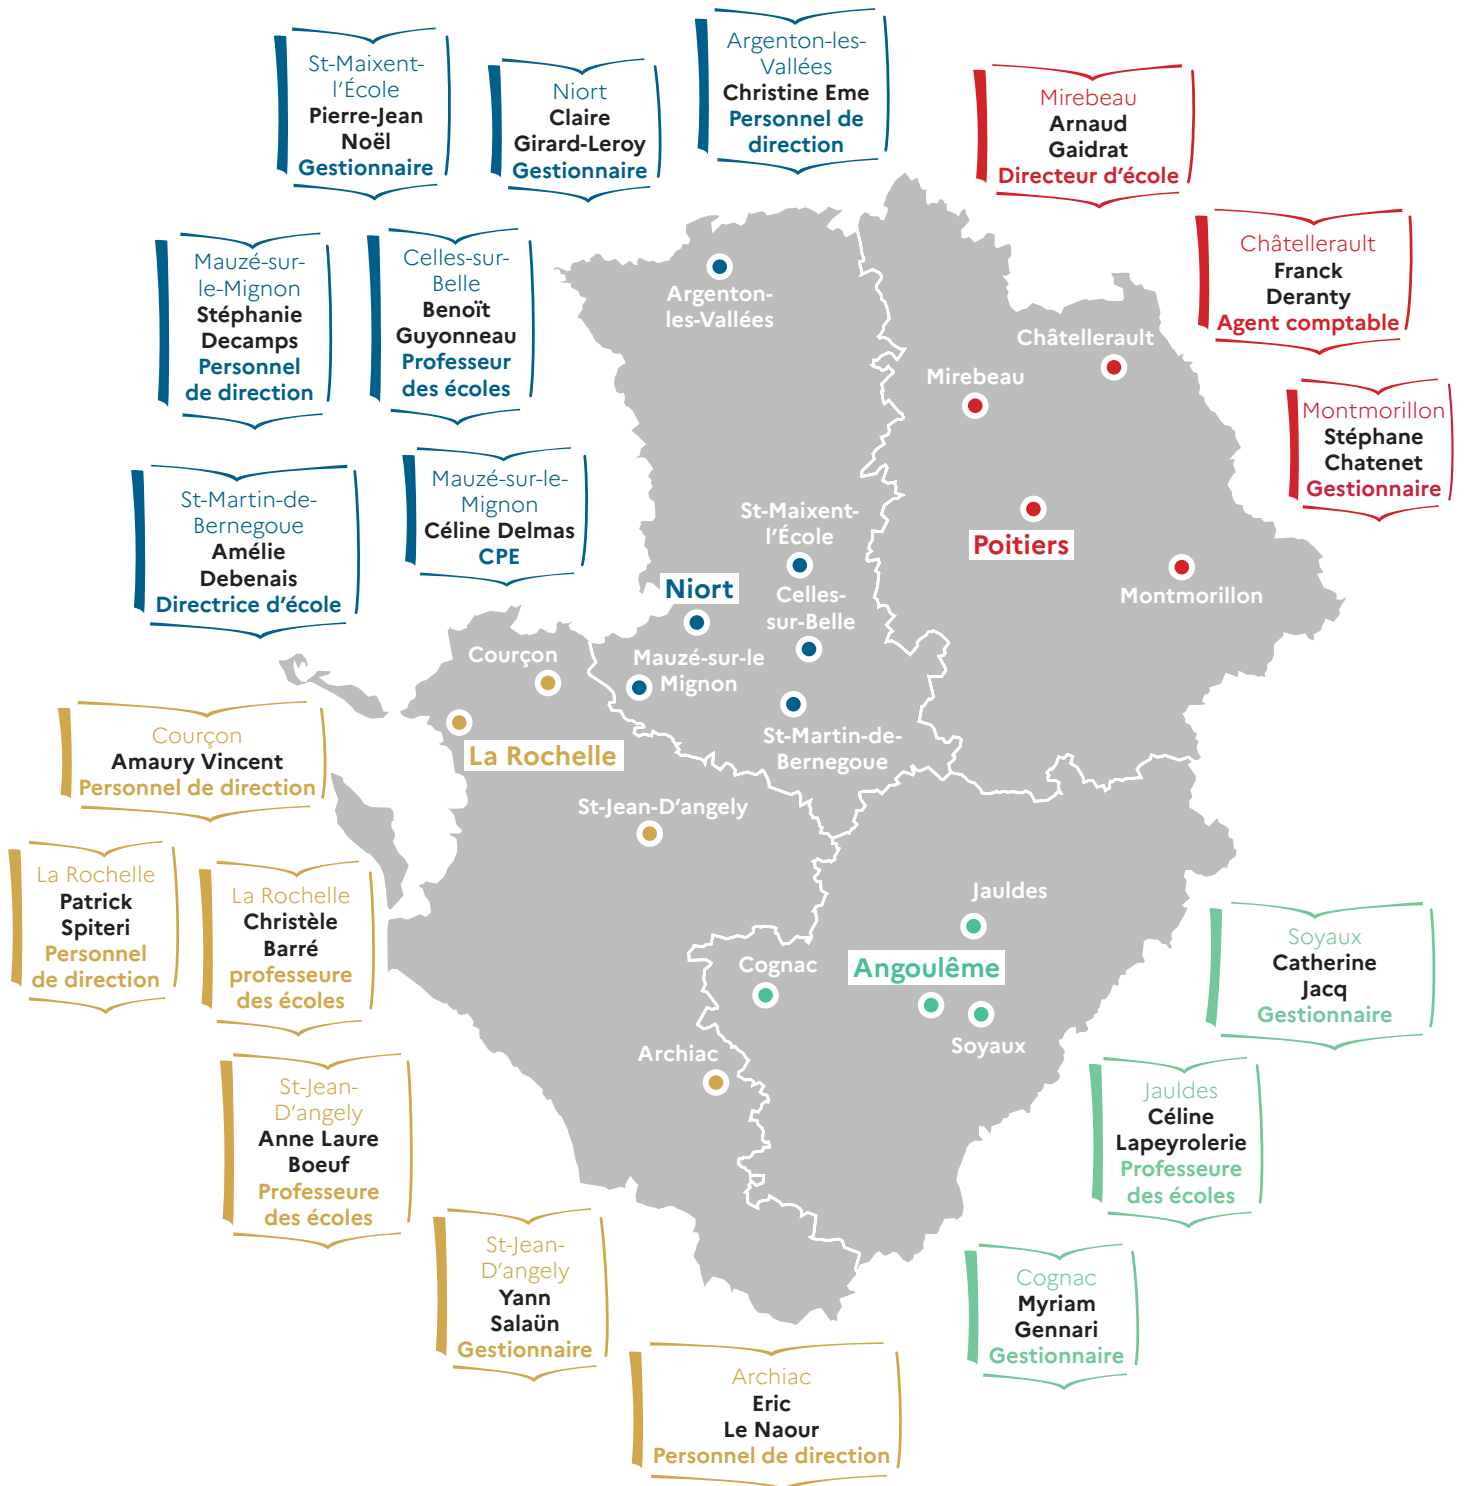 St-Maixent-
l'École
Pierre-Jean
Noël
Gestionnaire
Niort
Claire
Girard-Leroy
Gestionnaire
Argenton-les-
Vallées
Christine Eme
Personnel de
direction
Mirebeau
Arnaud
Gaidrat
Directeur d'école
Châtellerault
Franck
Deranty
Agent comptable
Montmorillon
Stéphane
Chatenet
Gestionnaire
Mauzé-sur-
le-Mignon
Stéphanie
Decamps
Personnel
de direction
Celles-sur-
Belle
Benoït
Guyonneau
Professeur
des écoles
St-Martin-de-
Bernegoue
Amélie
Debenais
Directrice d'école
Mauzé-sur-le-
Mignon
Céline Delmas
CPE
Argenton-
les-Vallées
Châtellerault
Mirebeau
St-Maixent-
l'École
Poitiers
Niort
Celles-
sur-Belle
Montmorillon
Courçon
Mauzé-sur-le
Mignon
St-Martin-de-
Bernegoue
La Rochelle
St-Jean-D'angely
Jauldes
Cognac
Angoulême
Soyaux
Archiac
Courçon
Amaury Vincent
Personnel de direction
La Rochelle
Patrick
Spiteri
Personnel
de direction
La Rochelle
Christèle
Barré
professeure
des écoles
St-Jean-
D'angely
Anne Laure
Boeuf
Professeure
des écoles
St-Jean-
D'angely
Yann
Salaün
Gestionnaire
Archiac
Eric
Le Naour
Personnel de direction
Soyaux
Catherine
Jacq
Gestionnaire
Jauldes
Céline
Lapeyrolerie
Professeure
des écoles
Cognac
Myriam
Gennari
Gestionnaire